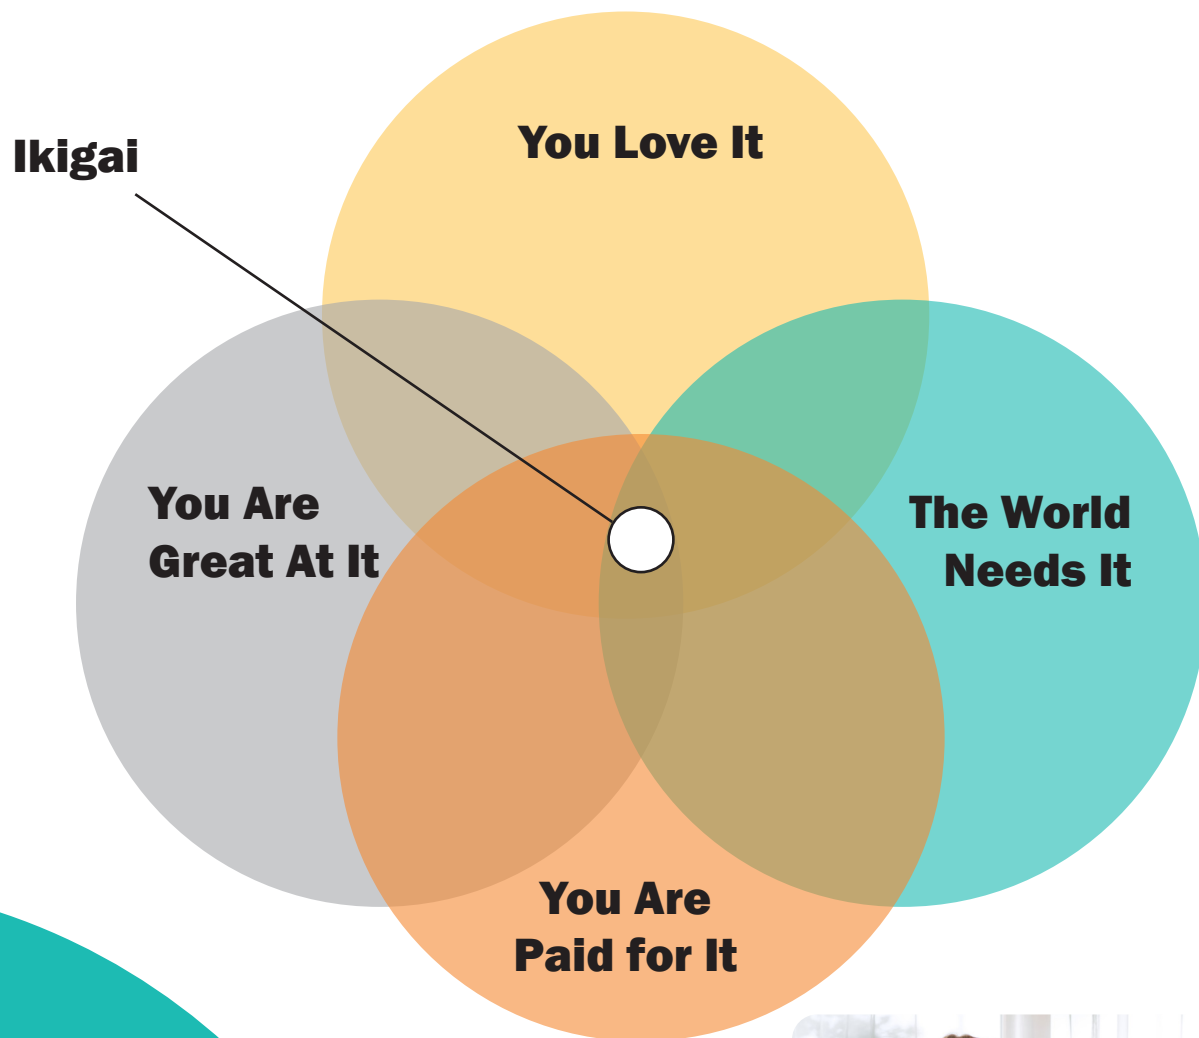 You Love It
Ikigai
You Are
Great At It
The World
Needs It
You Are
Paid for It